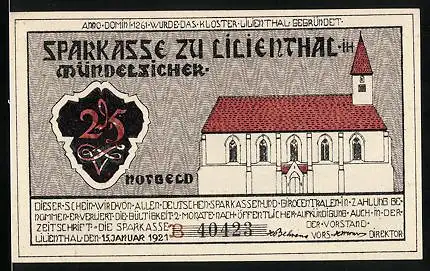 ANNO·DOMINI·1261·WURDE·DAS·KLOSTER·LILIENTHAL·GEGRÜNDET·
SPARKASSE ZU LILIENTHAL·IH
MÜNDELSICHER·
25
NOTGELD
DIESER·SCHEIN·WIRD·VON·ALLEN·DEUTSCHEN·SPARKASSEN·UND·GIROCENTRALEN·IN·ZAHLUNG·GE-
NOMMEN·ER·VERLIERT·DIE·GÜLTIGKEIT·2·MONATE·NACH·ÖFFENTLICHER·AUFKÜNDIGUNG·AUCH·IN·DER·
ZEITSCHRIFT·DIE SPARKASSE· DER·VORSTAND·
LILIENTHAL·DEN·15·JANUAR 1921 B 40423 VORS· DIREKTOR